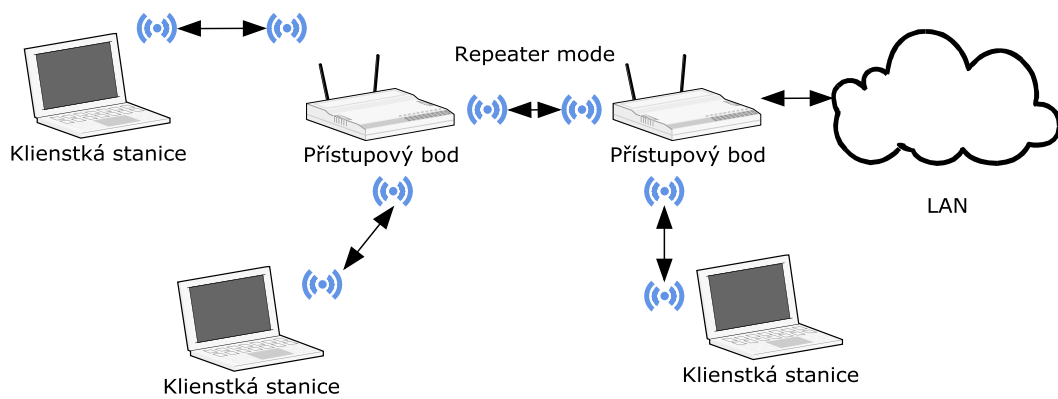 Repeater mode
Klienstká stanice
Přístupový bod
Přístupový bod
LAN
Klienstká stanice
Klienstká stanice